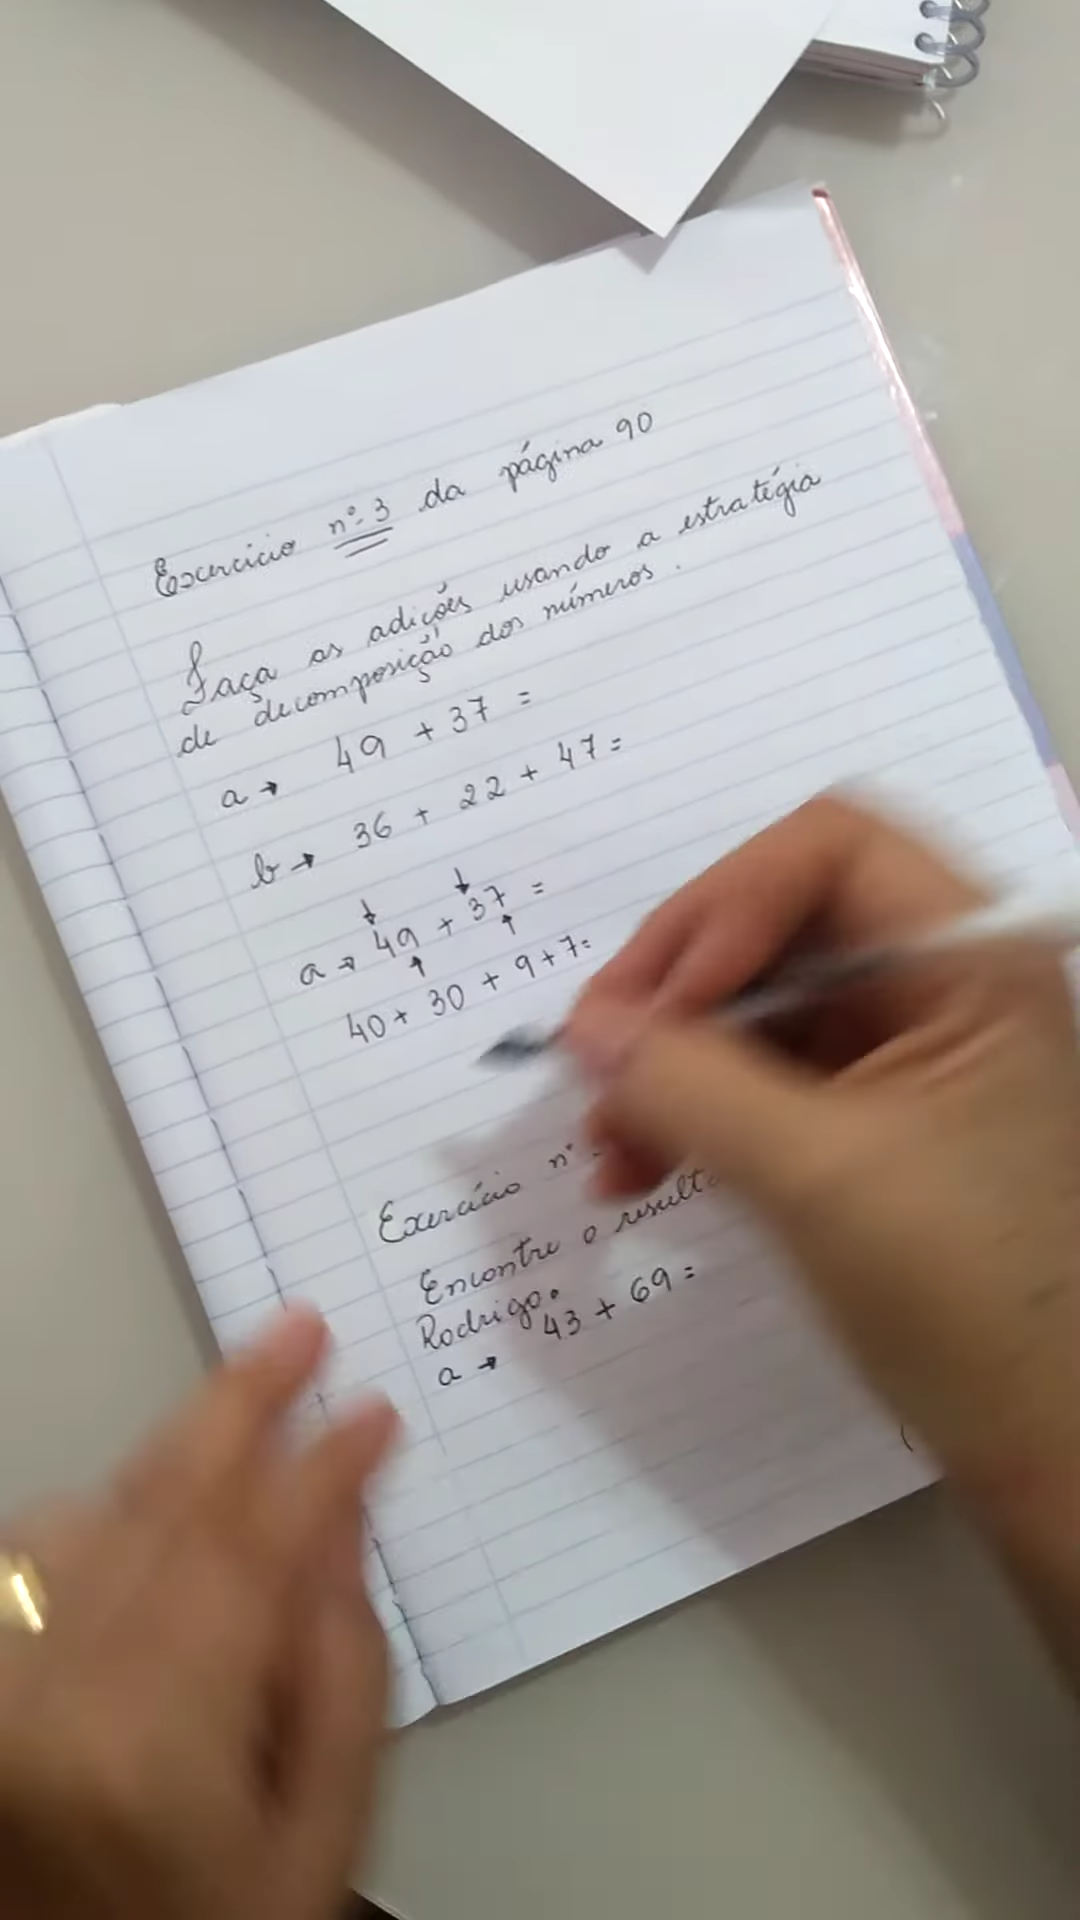 Exercício nº 3 da página 90
Faça as adições usando a estratégia
de decomposição dos números.
a → 49 + 37 =
b → 36 + 22 + 47 =
a → 49 + 37 =
40 + 30 + 9 + 7 =
Exercício nº
Encontre o
Rodrigo.
a → 43 + 69 =